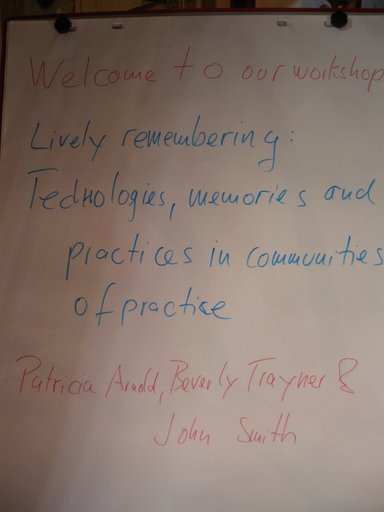 Welcome to our workshop
Lively remembering:
Technologies, memories and
practices in communities
of practise
Patricia Arnold, Beverly Trayner &
John Smith